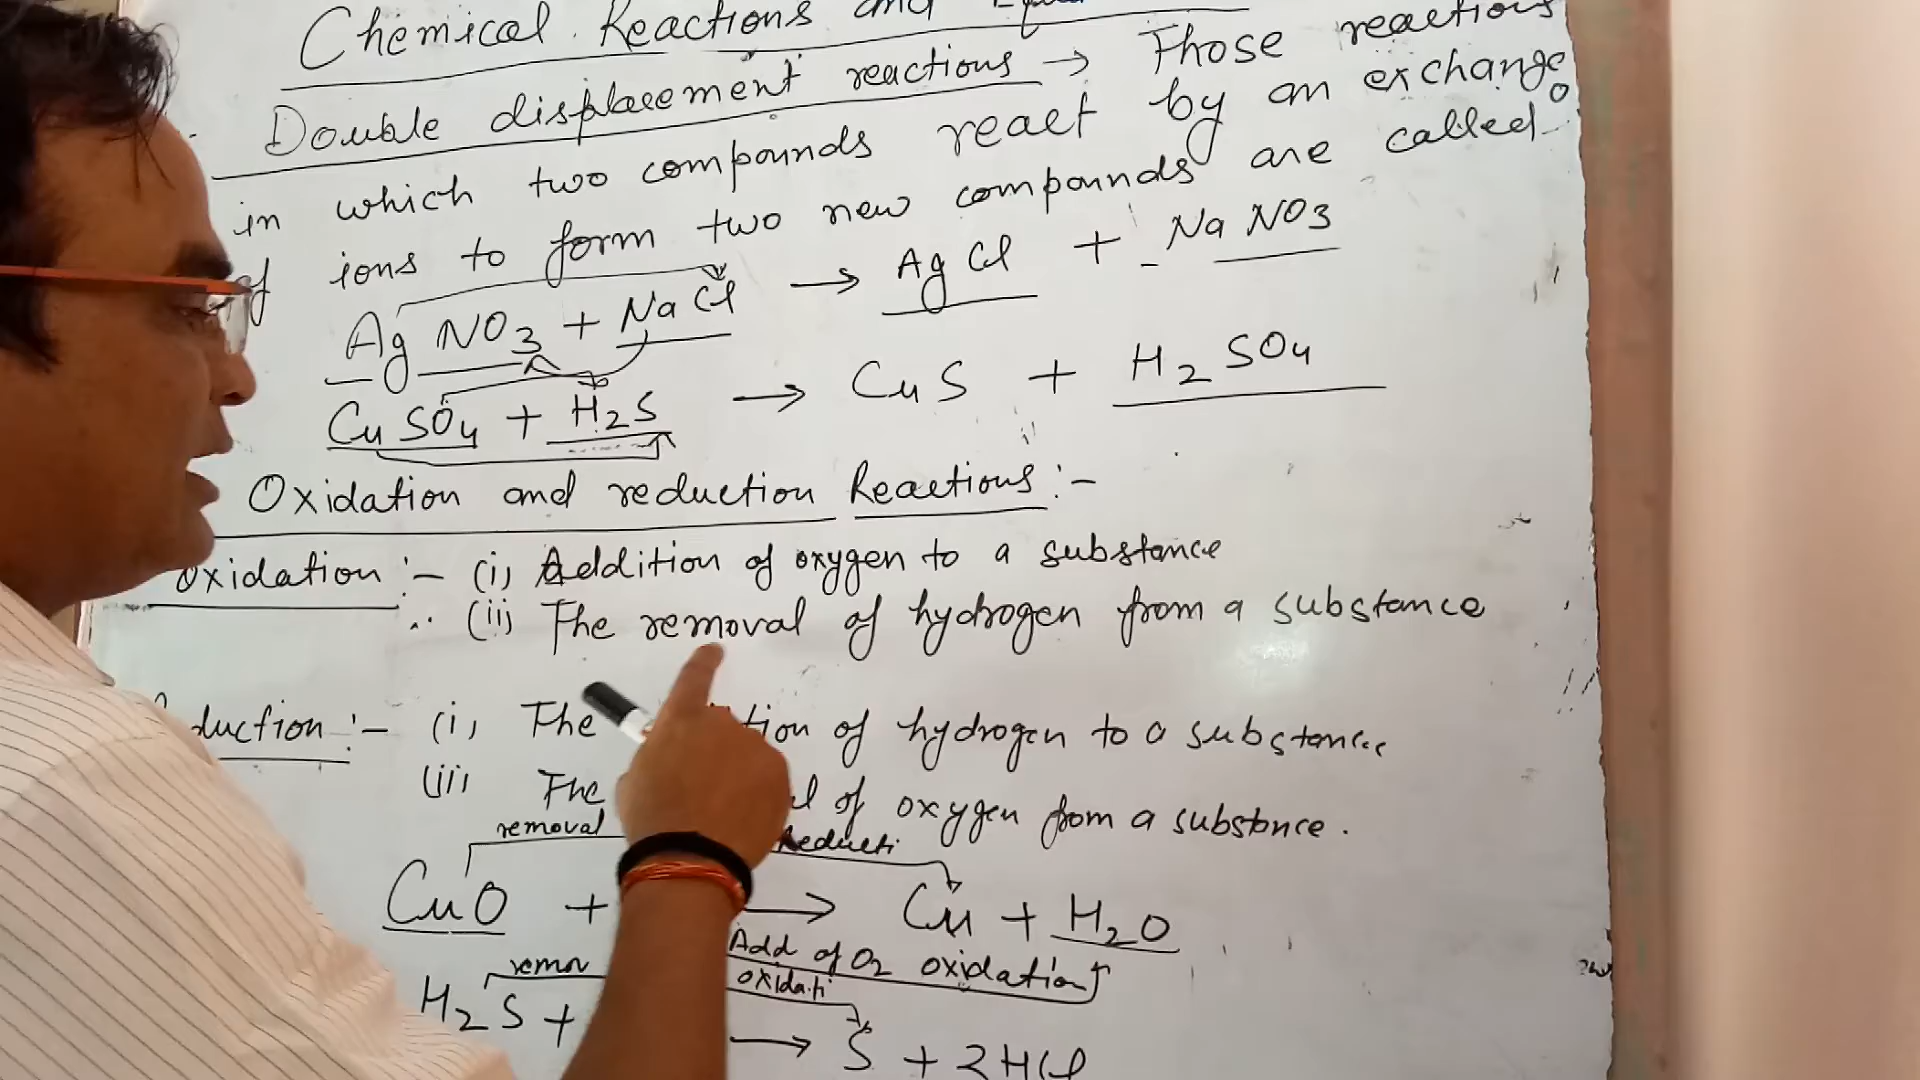 Chemical Reactions and
Double displacement reactions → Those reactions
in which two compounds react by an exchange
of ions to form two new compounds are called
AgNO3 + NaCl → AgCl + NaNO3
CuSO4 + H2S → CuS + H2SO4
Oxidation and reduction Reactions :-
Oxidation :- (i) Addition of oxygen to a substance
(ii) The removal of hydrogen from a substance
duction :- (i) The tion of hydrogen to a substance
(ii) The l of oxygen from a substance.
removal Reducti
CuO + → Cu + H2O
Add of O2 oxidation
remov oxidati
H2S + → S + 2HCl